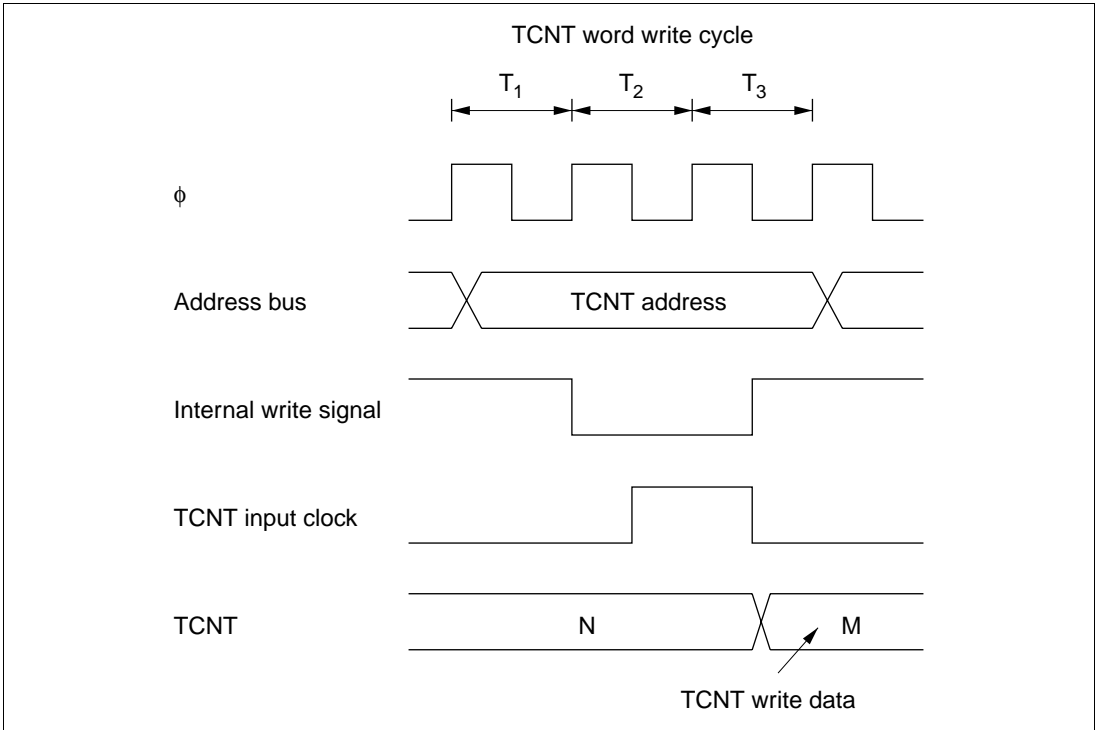 TCNT word write cycle
T1 T2 T3
ϕ
Address bus
TCNT address
Internal write signal
TCNT input clock
TCNT
N
M
TCNT write data